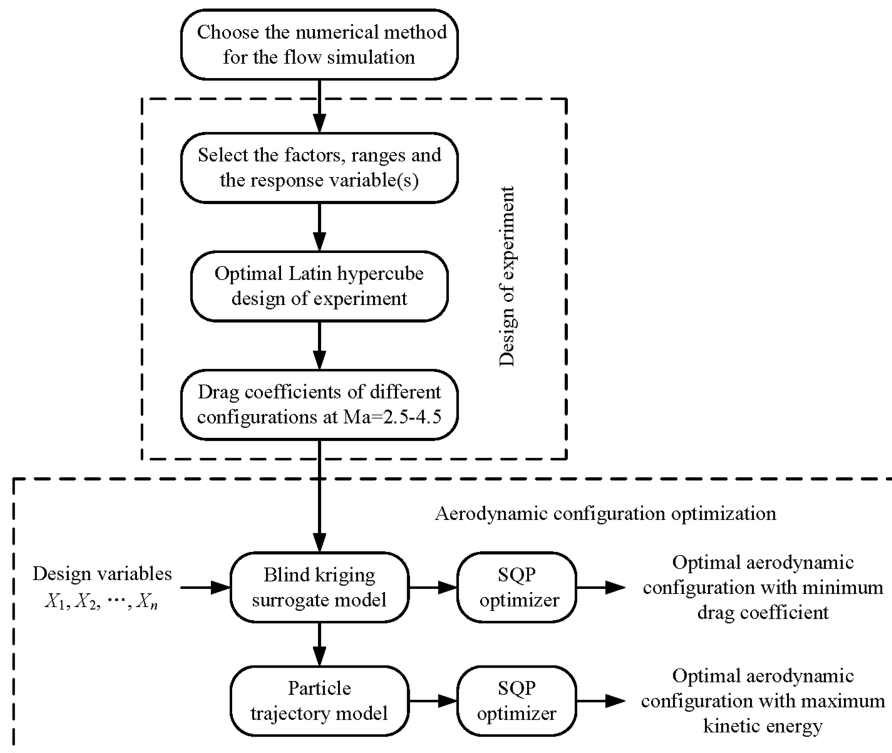 Choose the numerical method
for the flow simulation
Select the factors, ranges and
the response variable(s)
Optimal Latin hypercube
design of experiment
Drag coefficients of different
configurations at Ma=2.5-4.5
Design of experiment
Aerodynamic configuration optimization
Design variables
X₁, X₂, ⋯, Xₙ
Blind kriging
surrogate model
SQP
optimizer
Optimal aerodynamic
configuration with minimum
drag coefficient
Particle
trajectory model
SQP
optimizer
Optimal aerodynamic
configuration with maximum
kinetic energy